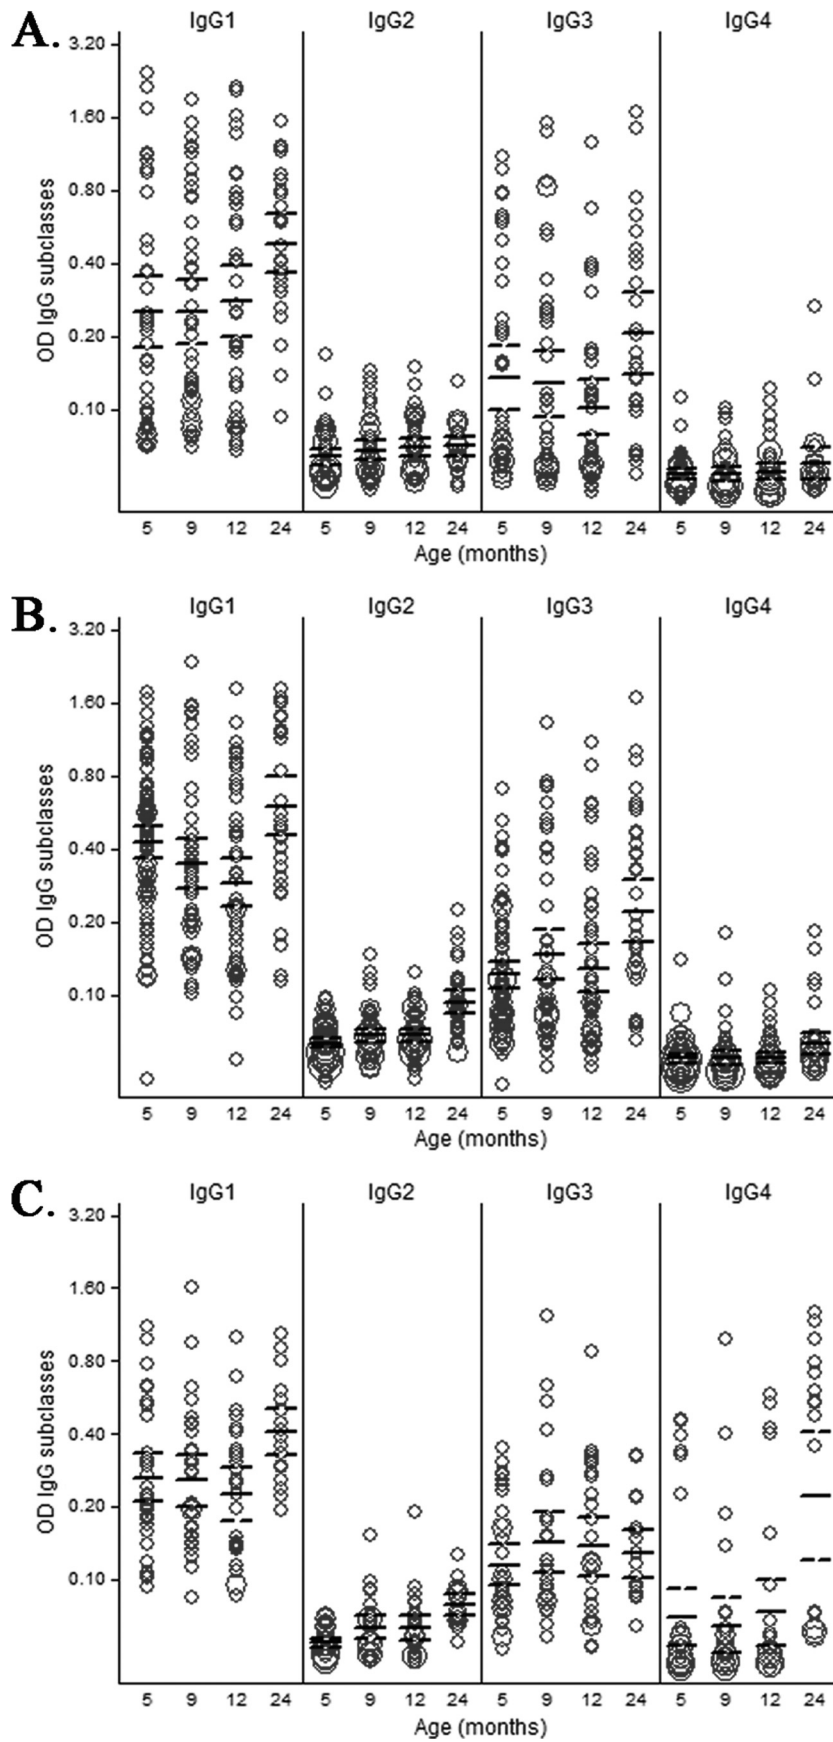 A.
IgG1 IgG2 IgG3 IgG4
3.20
1.60
0.80
0.40
0.20
0.10
OD IgG subclasses
5 9 12 24 5 9 12 24 5 9 12 24 5 9 12 24
Age (months)
B.
IgG1 IgG2 IgG3 IgG4
3.20
1.60
0.80
0.40
0.20
0.10
OD IgG subclasses
5 9 12 24 5 9 12 24 5 9 12 24 5 9 12 24
Age (months)
C.
IgG1 IgG2 IgG3 IgG4
3.20
1.60
0.80
0.40
0.20
0.10
OD IgG subclasses
5 9 12 24 5 9 12 24 5 9 12 24 5 9 12 24
Age (months)